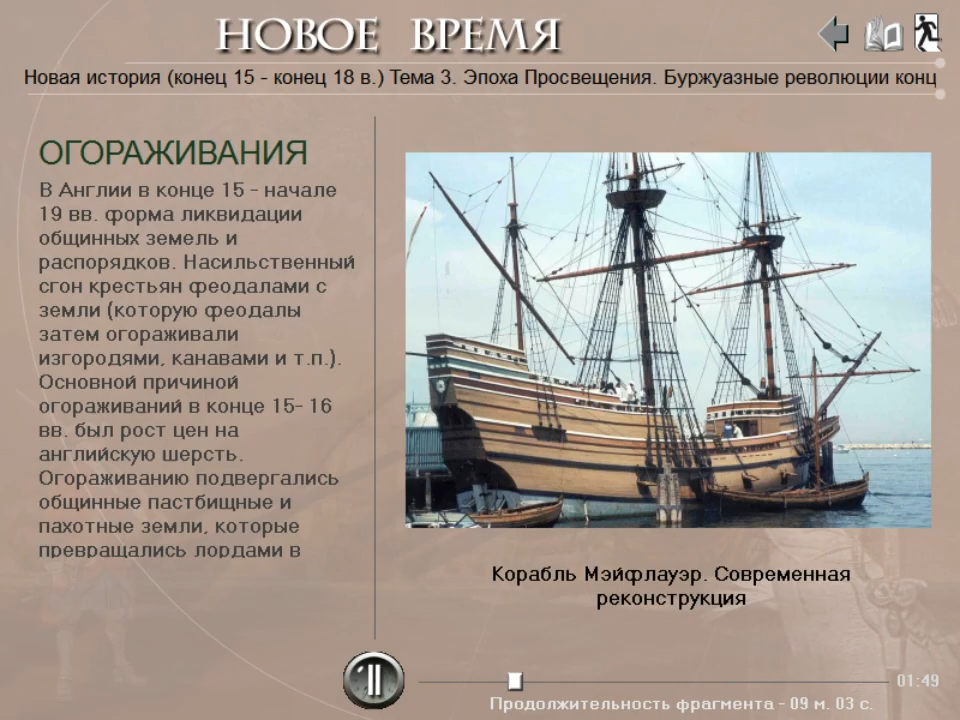 НОВОЕ ВРЕМЯ
Новая история (конец 15 - конец 18 в.) Тема 3. Эпоха Просвещения. Буржуазные революции конц
ОГОРАЖИВАНИЯ
В Англии в конце 15 - начале
19 вв. форма ликвидации
общинных земель и
распорядков. Насильственный
сгон крестьян феодалами с
земли (которую феодалы
затем огораживали
изгородями, канавами и т.п.).
Основной причиной
огораживаний в конце 15- 16
вв. был рост цен на
английскую шерсть.
Огораживанию подвергались
общинные пастбищные и
пахотные земли, которые
превращались лордами в
Корабль Мэйфлауэр. Современная
реконструкция
01:49
Продолжительность фрагмента - 09 м. 03 с.